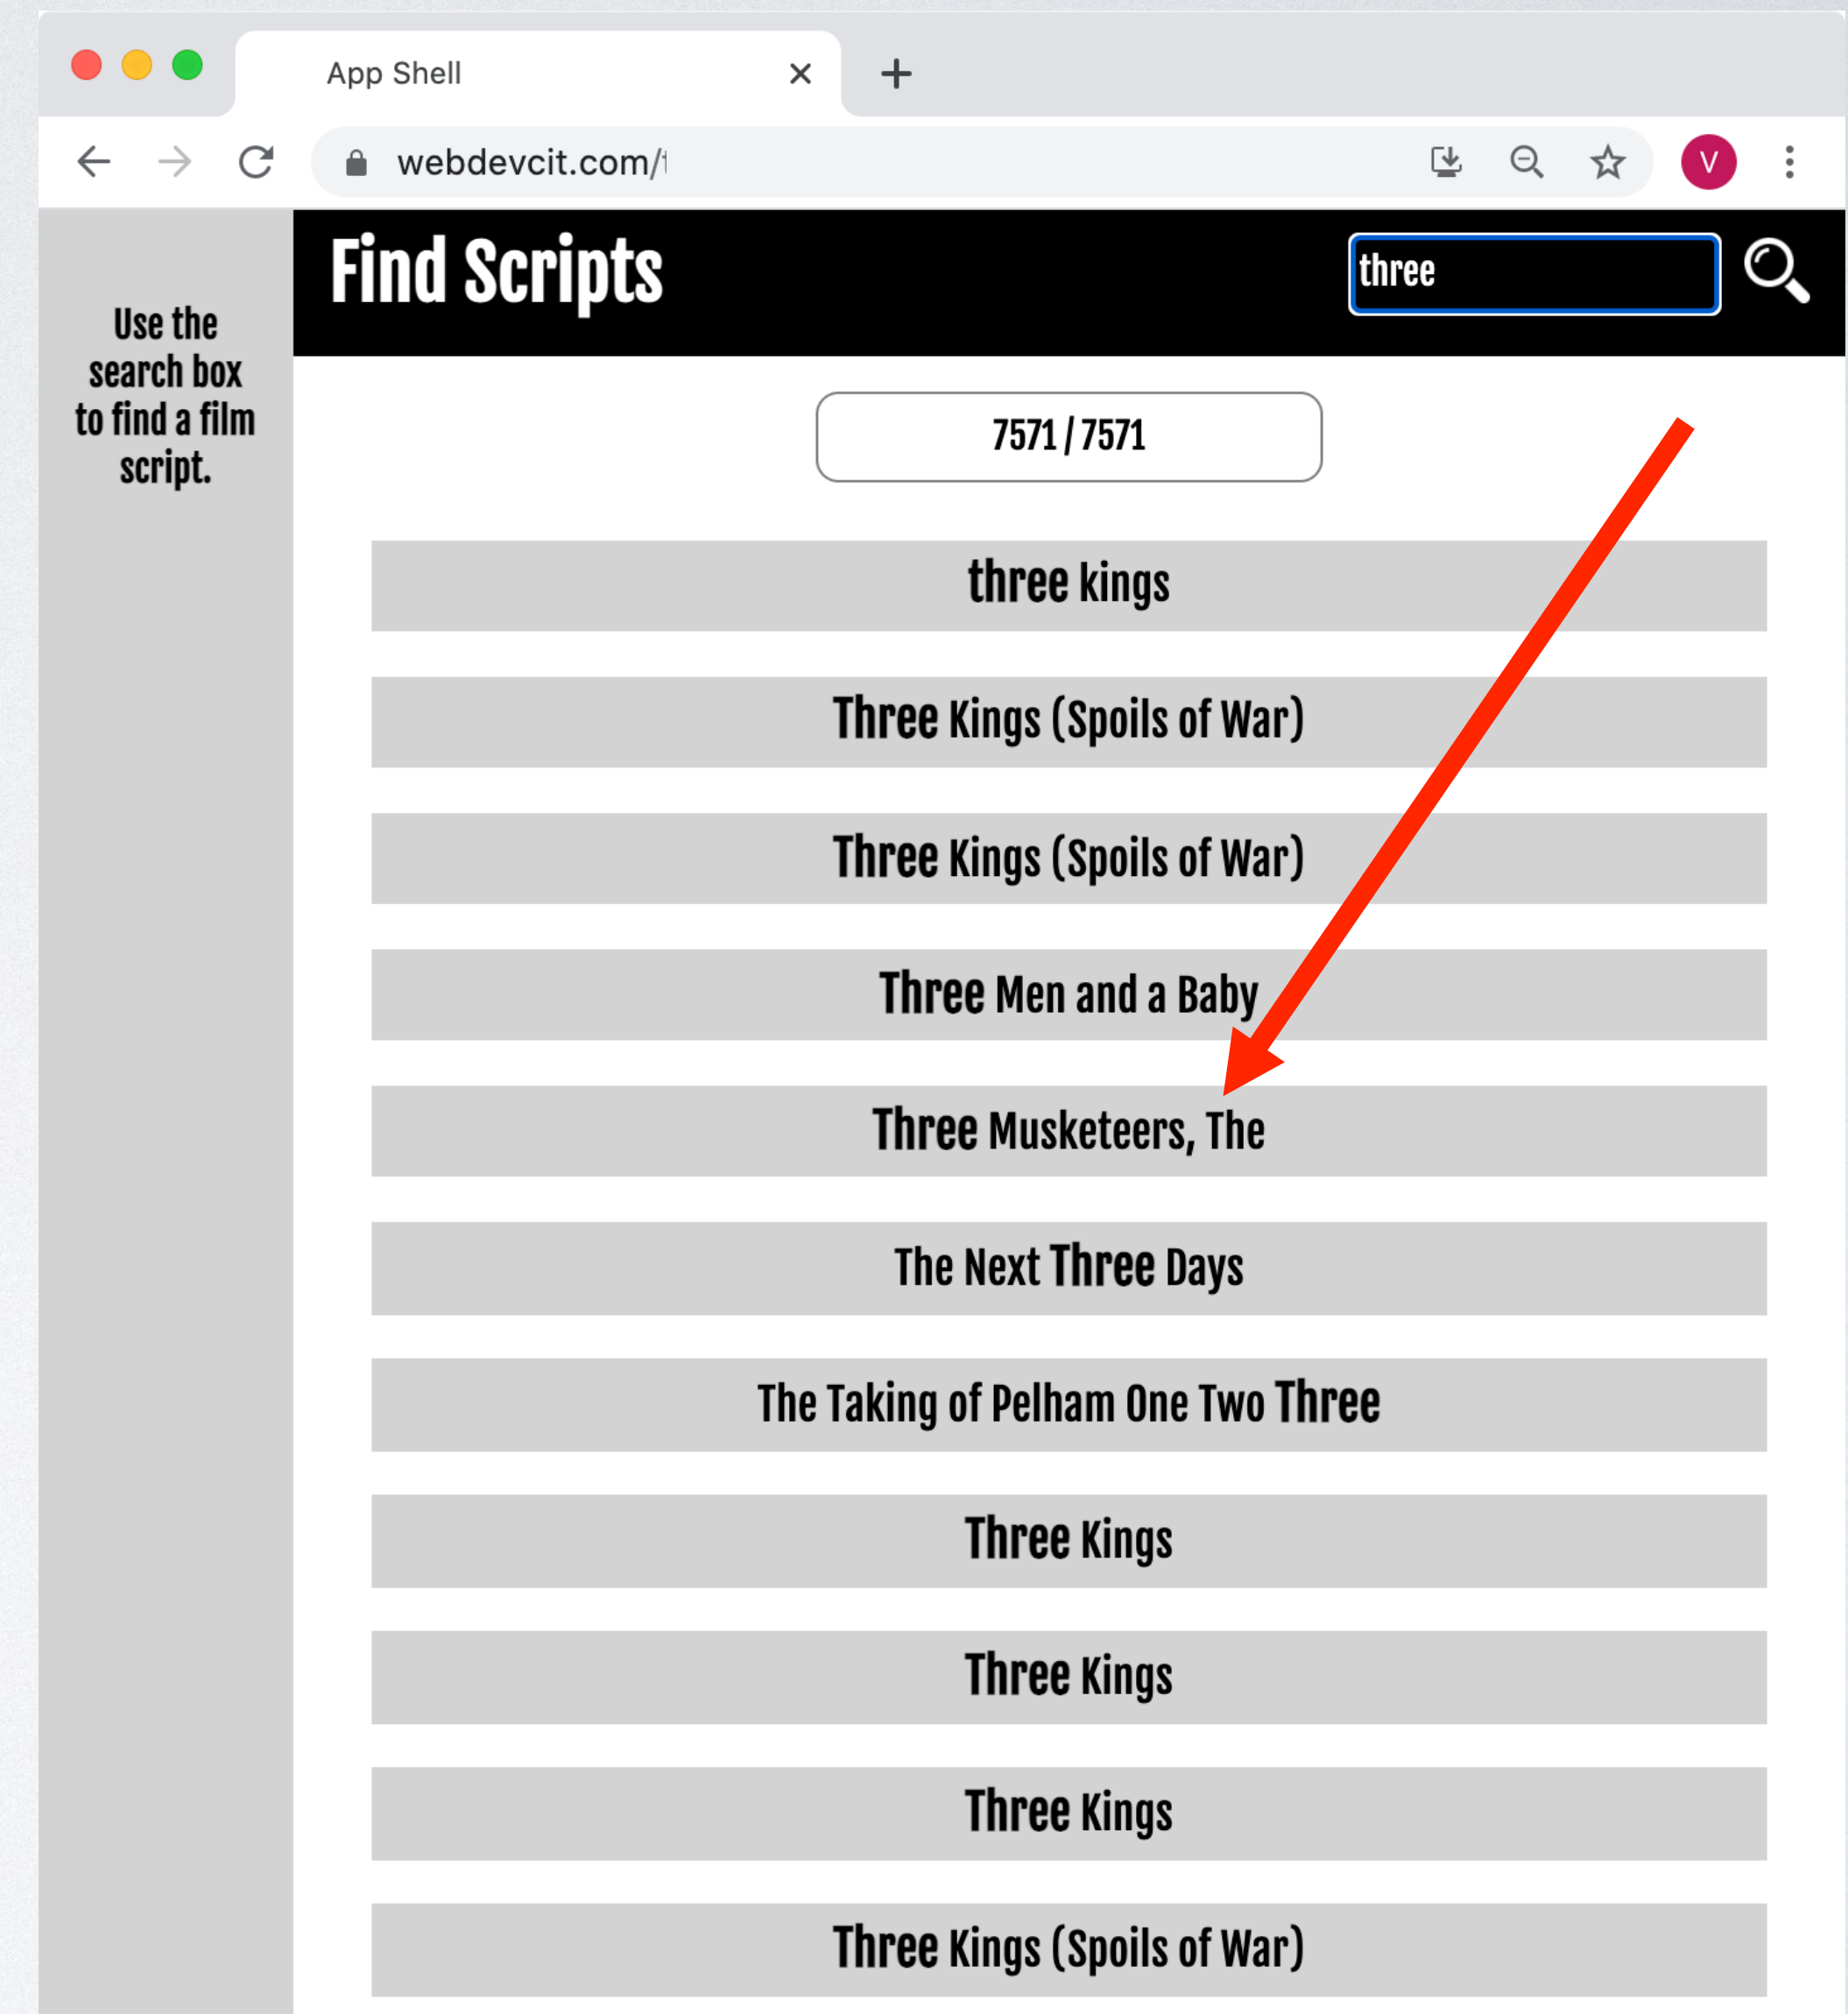 App Shell
webdevcit.com/
V
Find Scripts
three
Use the
search box
to find a film
script.
7571 / 7571
three kings
Three Kings (Spoils of War)
Three Kings (Spoils of War)
Three Men and a Baby
Three Musketeers, The
The Next Three Days
The Taking of Pelham One Two Three
Three Kings
Three Kings
Three Kings
Three Kings (Spoils of War)